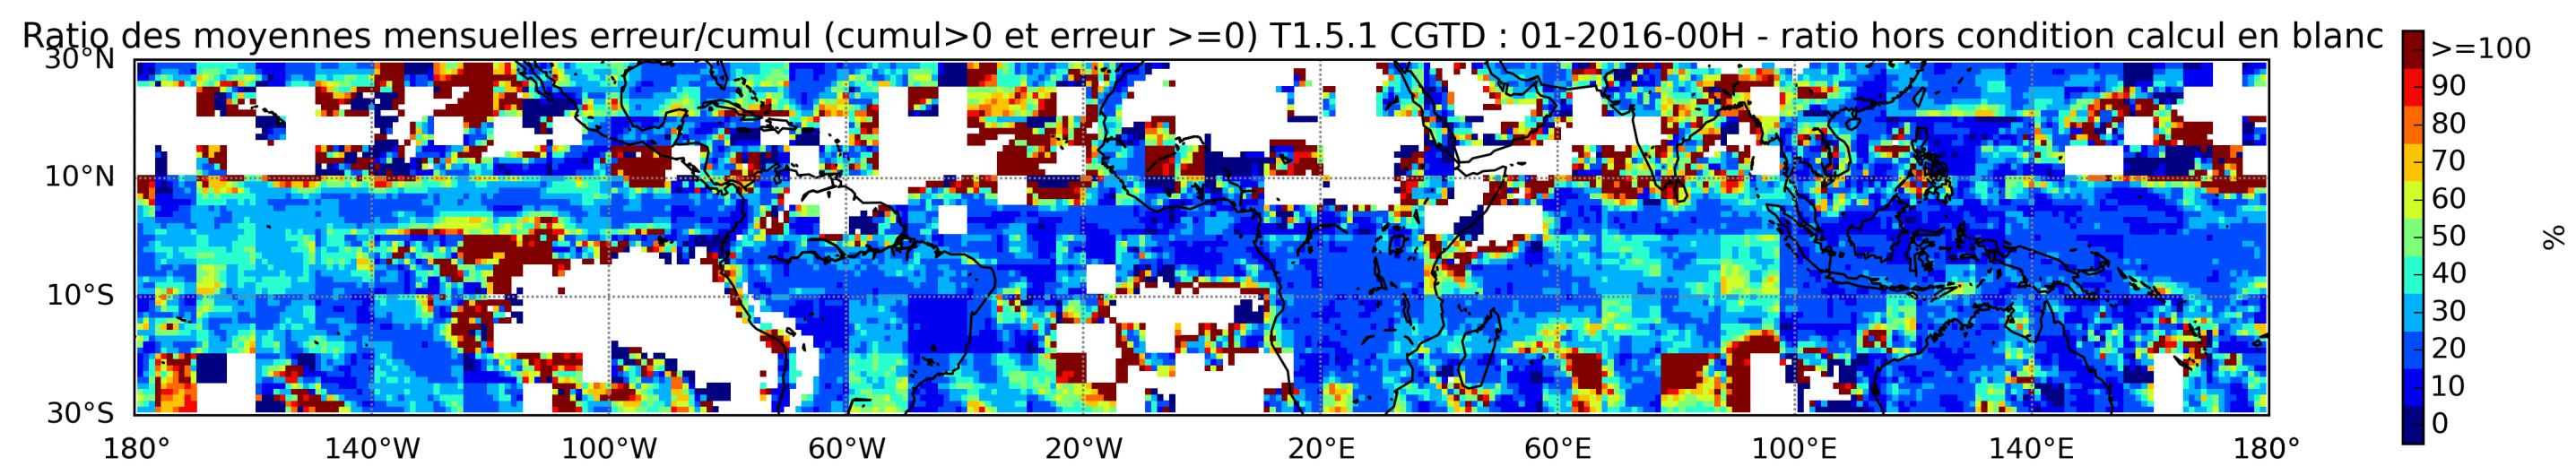 Ratio des moyennes mensuelles erreur/cumul (cumul>0 et erreur >=0) T1.5.1 CGTD : 01-2016-00H - ratio hors condition calcul en blanc
30°N
10°N
10°S
30°S
180°
140°W
100°W
60°W
20°W
20°E
60°E
100°E
140°E
180°
>=100
90
80
70
60
50
40
30
20
10
0
%